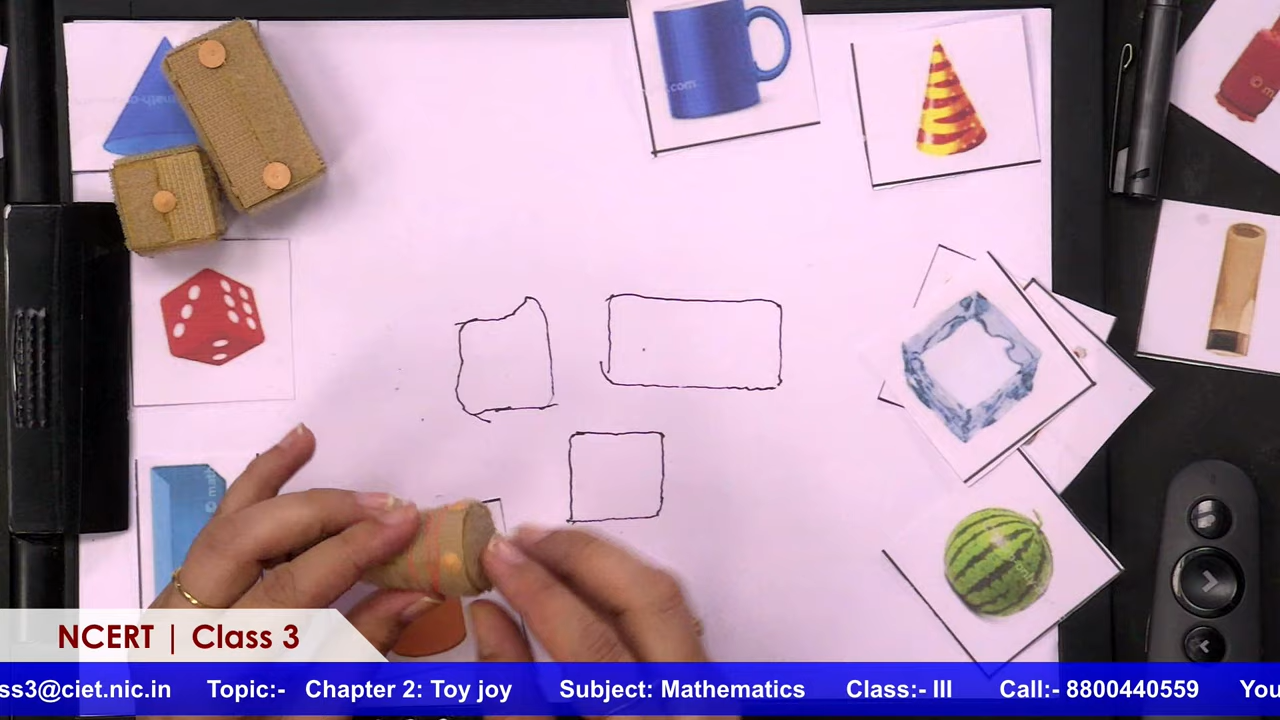 NCERT | Class 3
ss3@ciet.nic.in Topic:- Chapter 2: Toy joy Subject: Mathematics Class:- III Call:- 8800440559 You